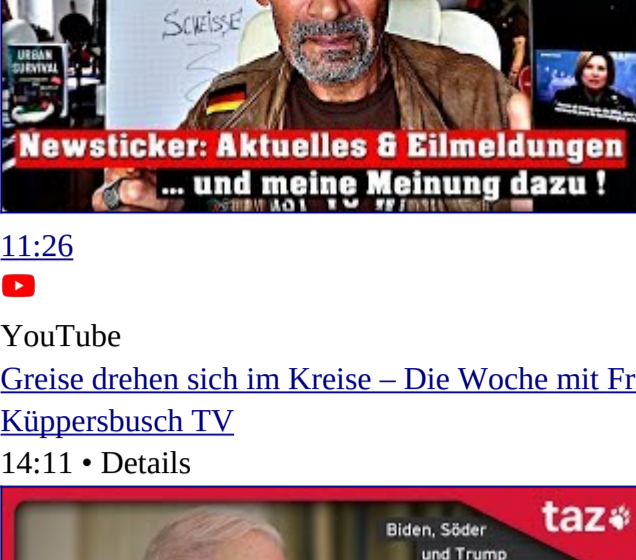 SCHEISSE
URBAN
SURVIVAL
Newsticker: Aktuelles & Eilmeldungen
... und meine Meinung dazu !
11:26
YouTube
Greise drehen sich im Kreise – Die Woche mit Fr
Küppersbusch TV
14:11 • Details
taz
Biden, Söder
und Trump